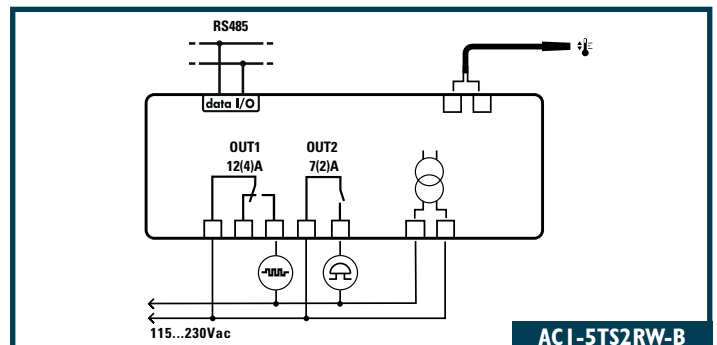 RS485
data I/O
OUT1
12(4)A
OUT2
7(2)A
115...230Vac
AC1-5TS2RW-B